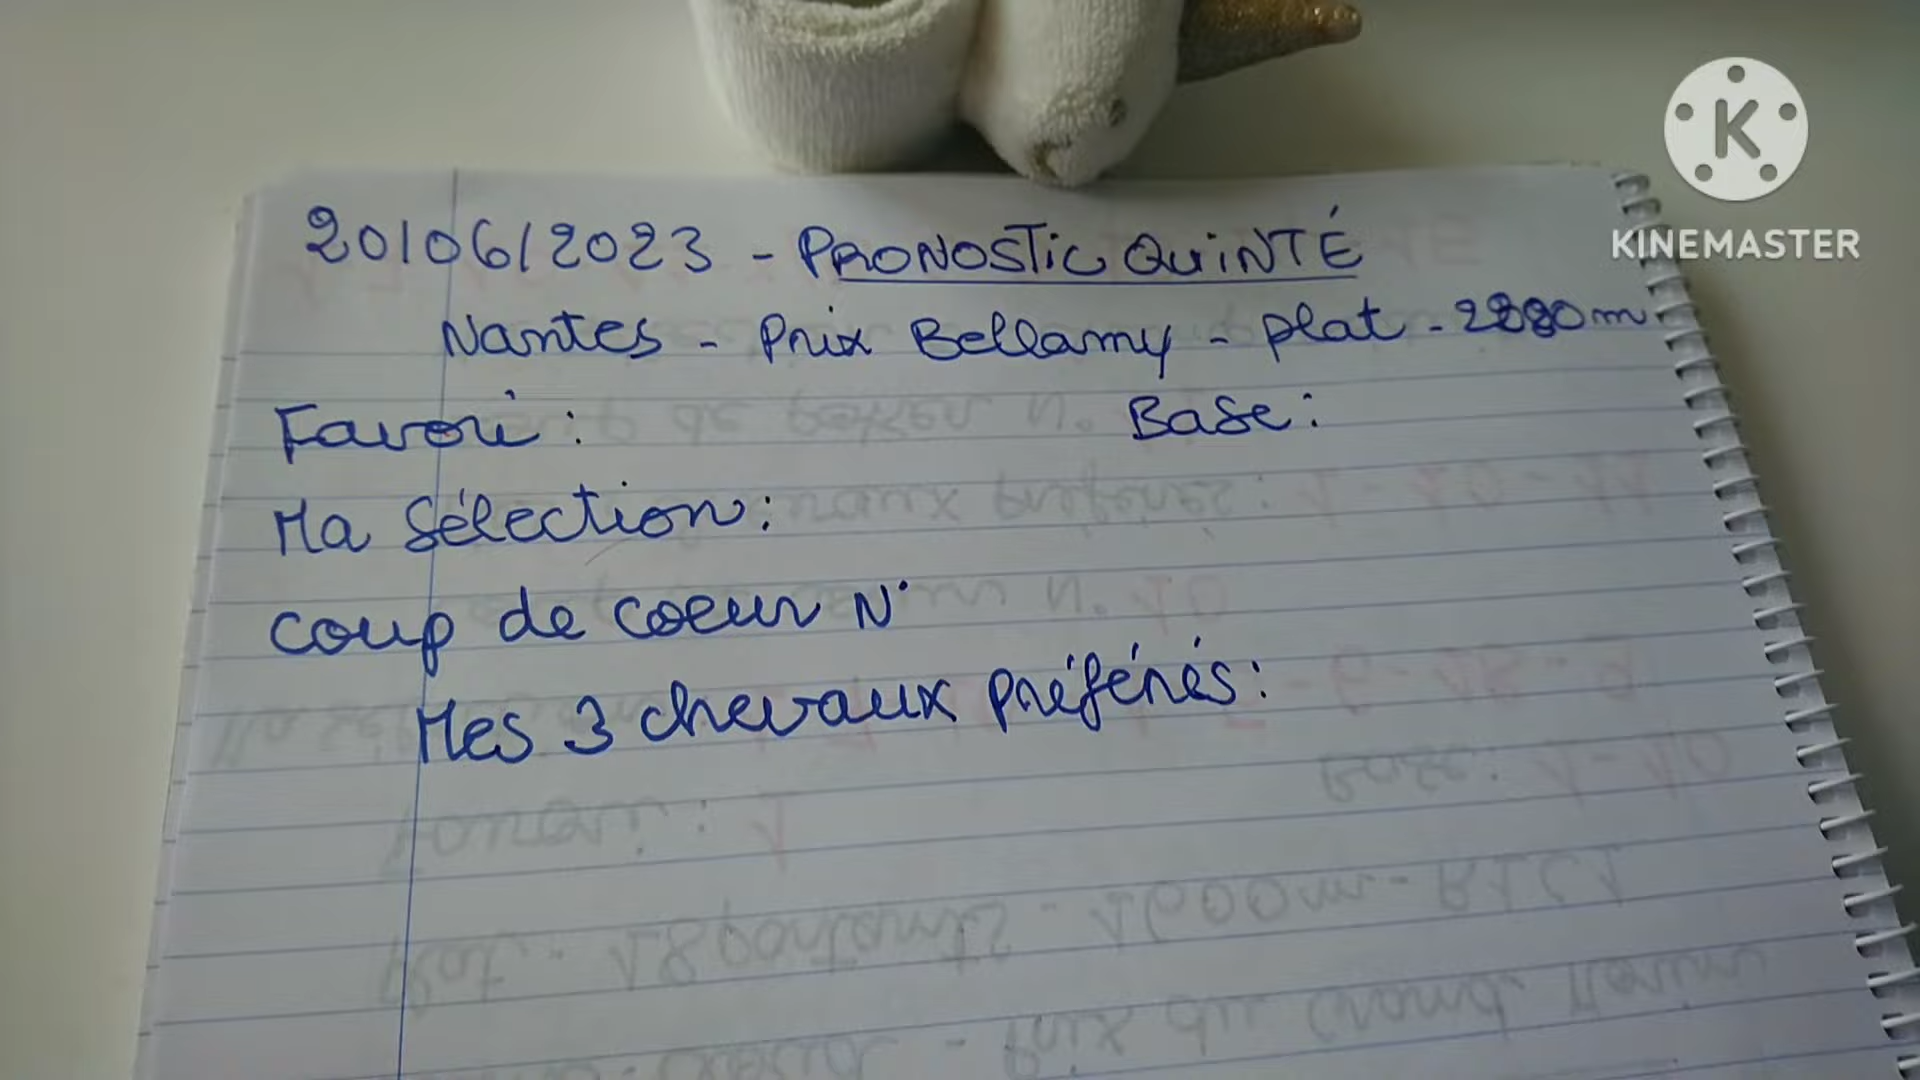 20/06/2023 - PRONOSTIC QUINTÉ
Nantes - Prix Bellamy - plat -
Favori :
Base :
Ma Sélection :
coup de coeur N°
Mes 3 chevaux préférés :
K
KINEMASTER